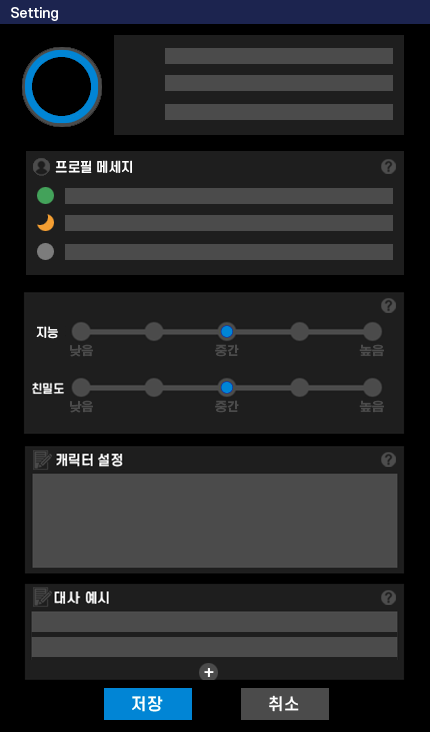 Setting
프로필 메세지
?
?
지능
낮음 중간 높음
친밀도
낮음 중간 높음
캐릭터 설정
?
대사 예시
?
+
저장 취소